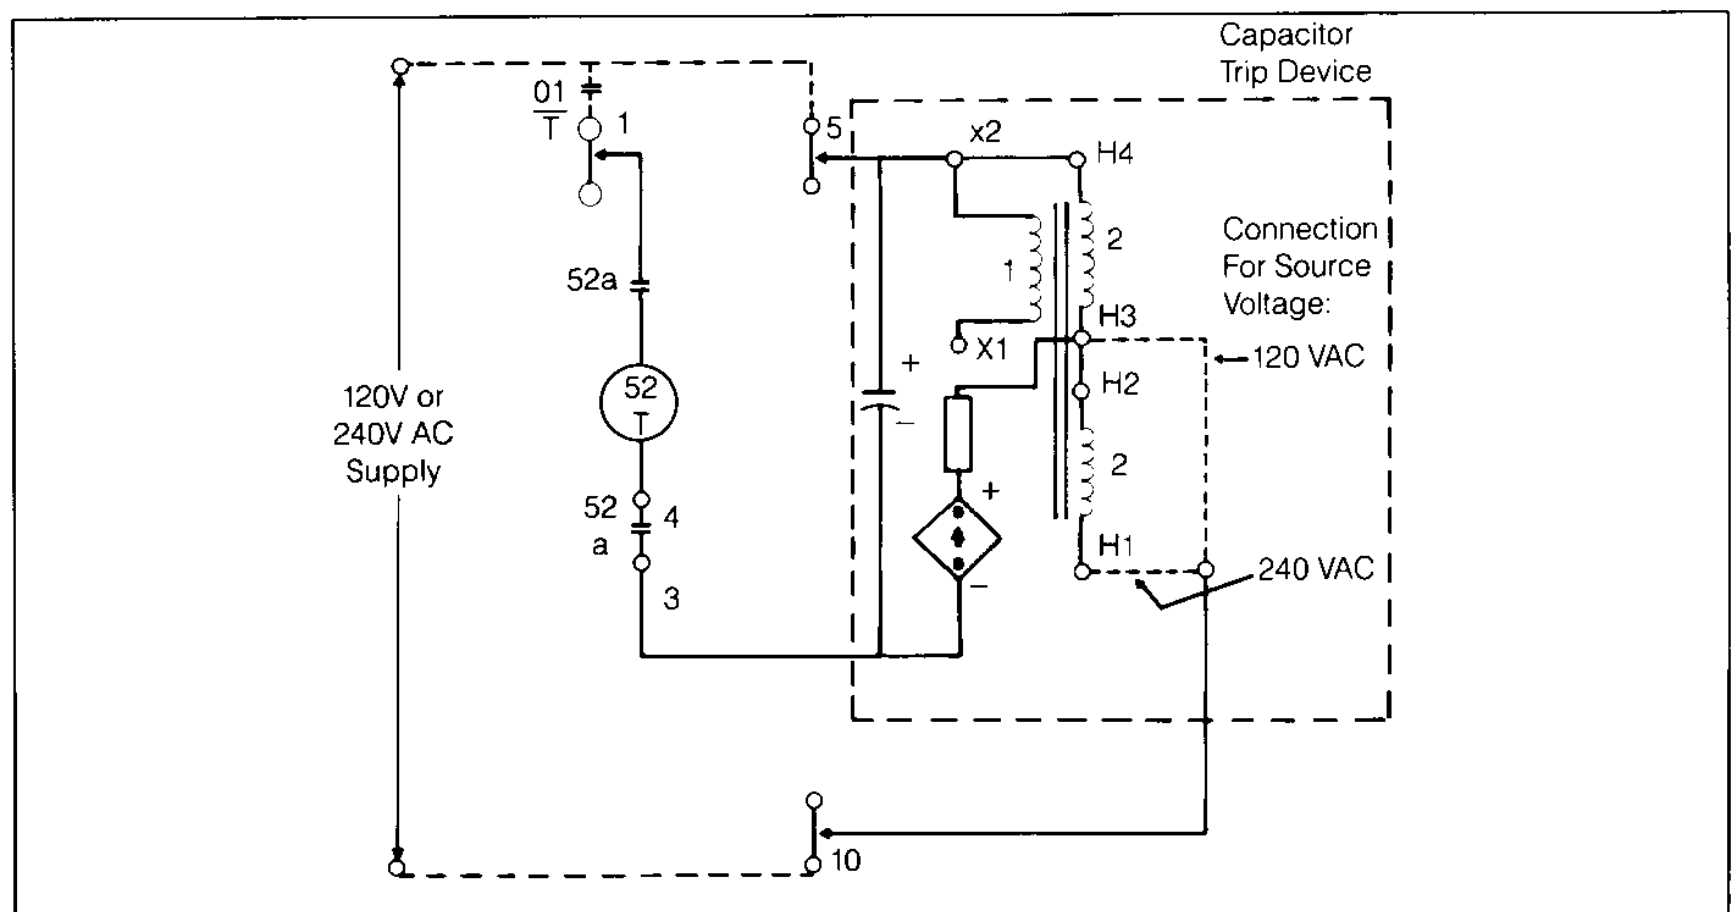 Capacitor
Trip Device
01
T
1
5
x2
H4
Connection
For Source
Voltage:
2
1
52a
H3
X1
120 VAC
+
H2
52
T
120V or
240V AC
Supply
–
2
+
52
a
4
H1
240 VAC
–
3
10